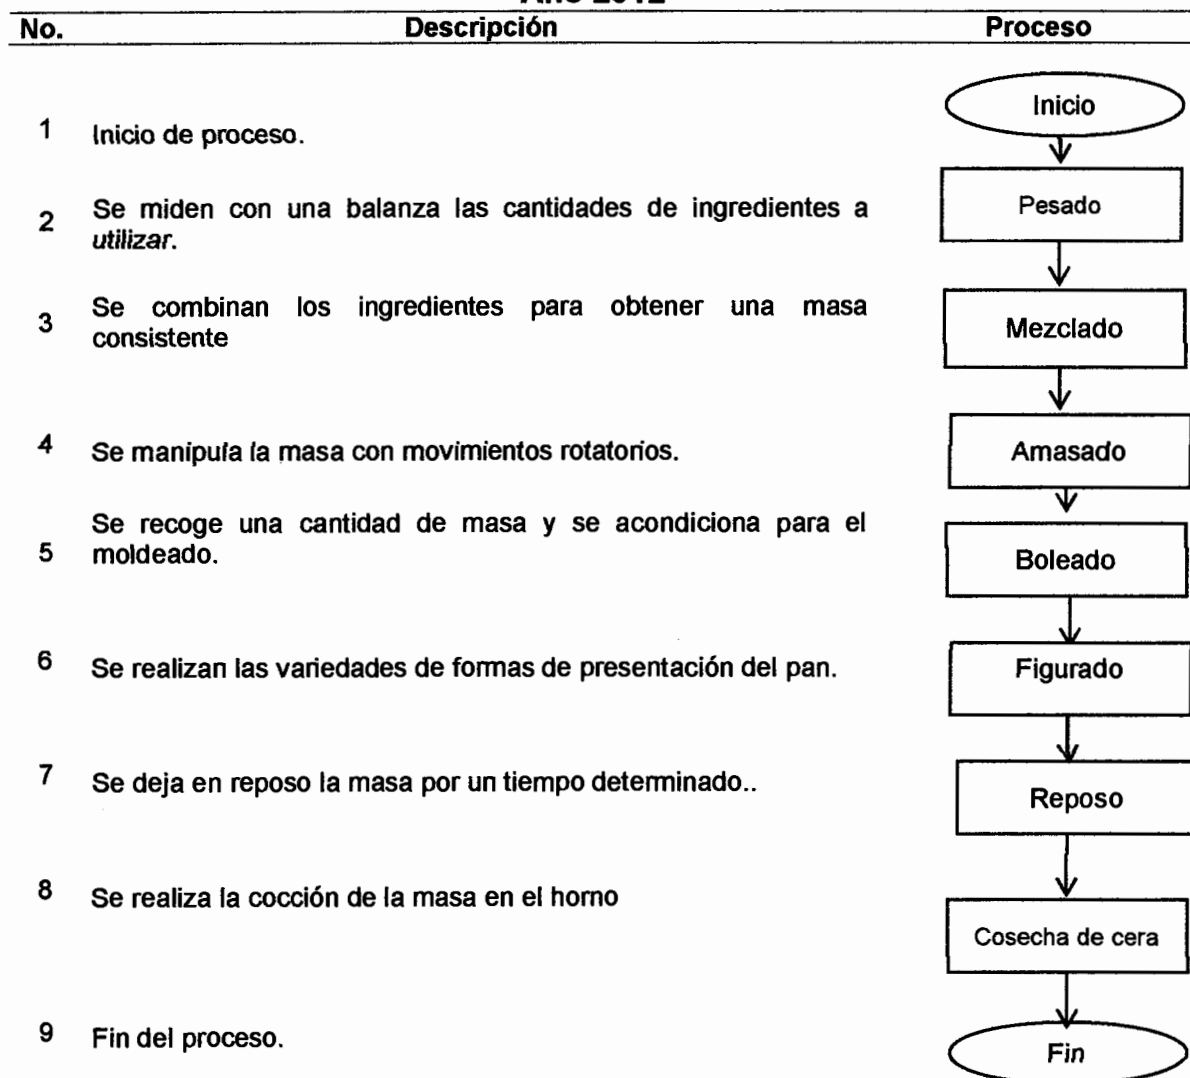 No. Descripción Proceso
Inicio
1 Inicio de proceso.
2 Se miden con una balanza las cantidades de ingredientes a
utilizar.
Pesado
3 Se combinan los ingredientes para obtener una masa
consistente
Mezclado
4 Se manipula la masa con movimientos rotatorios.
Amasado
5 Se recoge una cantidad de masa y se acondiciona para el
moldeado.
Boleado
6 Se realizan las variedades de formas de presentación del pan.
Figurado
7 Se deja en reposo la masa por un tiempo determinado..
Reposo
8 Se realiza la cocción de la masa en el horno
Cosecha de cera
9 Fin del proceso.
Fin